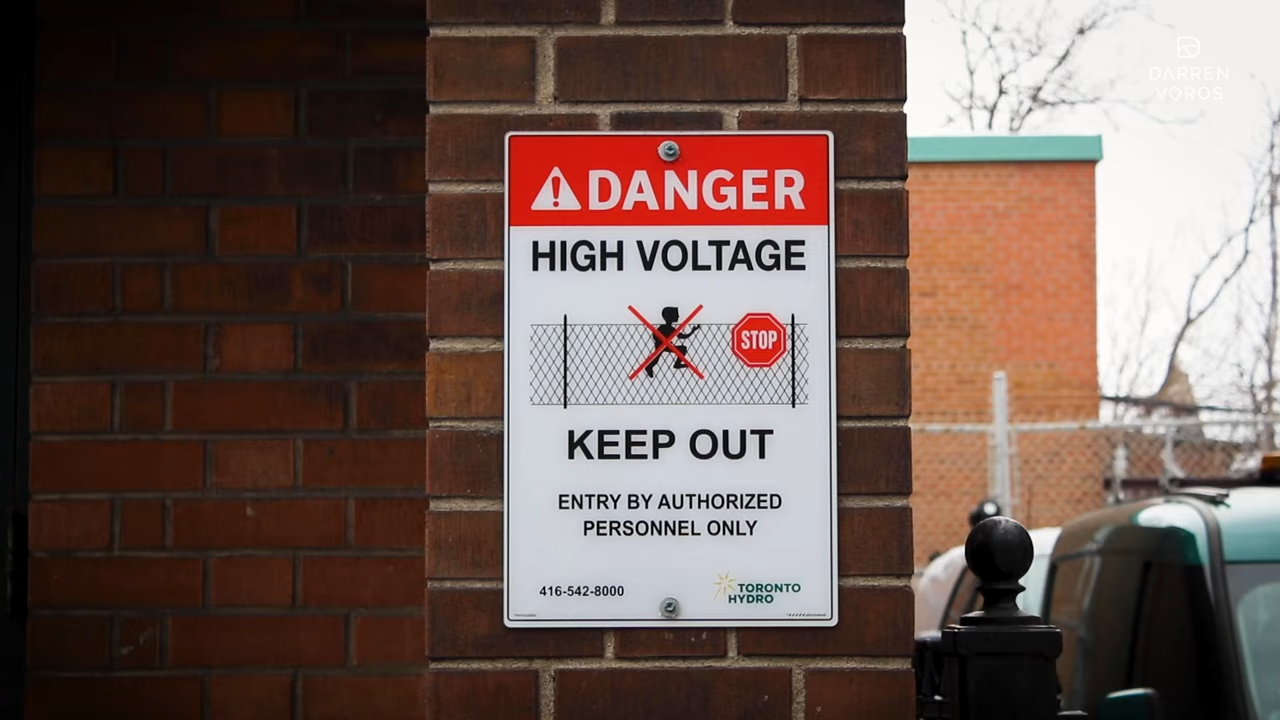 DARREN
VOROS
DANGER
HIGH VOLTAGE
STOP
KEEP OUT
ENTRY BY AUTHORIZED
PERSONNEL ONLY
416-542-8000
TORONTO
HYDRO